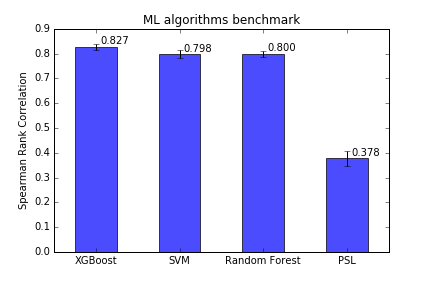 ML algorithms benchmark
Spearman Rank Correlation
0.9
0.8
0.7
0.6
0.5
0.4
0.3
0.2
0.1
0.0
0.827
0.798
0.800
0.378
XGBoost
SVM
Random Forest
PSL